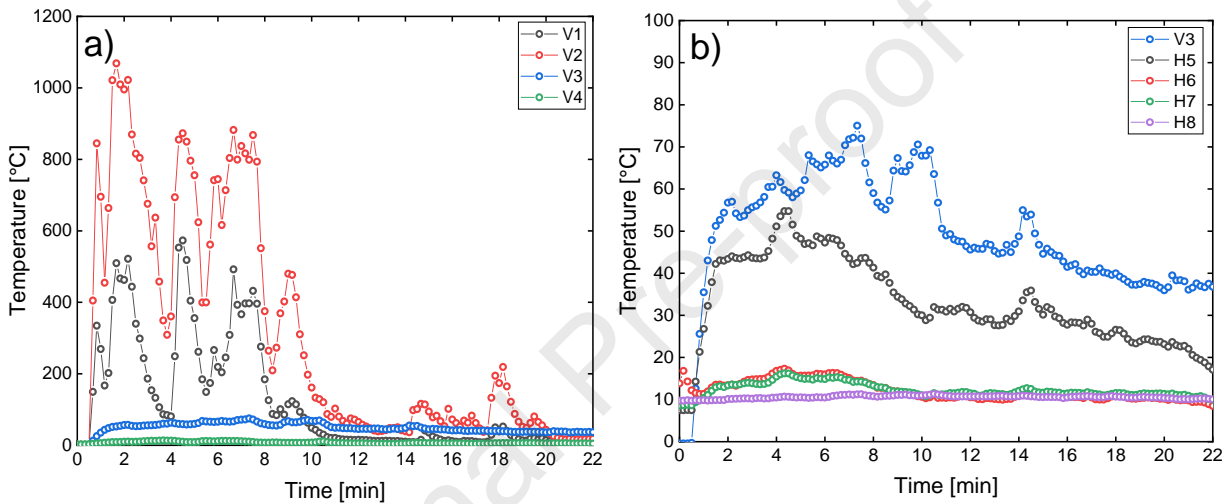 a)
V1
V2
V3
V4
1200
1000
800
600
400
200
0
0 2 4 6 8 10 12 14 16 18 20 22
Temperature [°C]
Time [min]
b)
V3
H5
H6
H7
H8
100
90
80
70
60
50
40
30
20
10
0
0 2 4 6 8 10 12 14 16 18 20 22
Temperature [°C]
Time [min]
nal Pre-proof